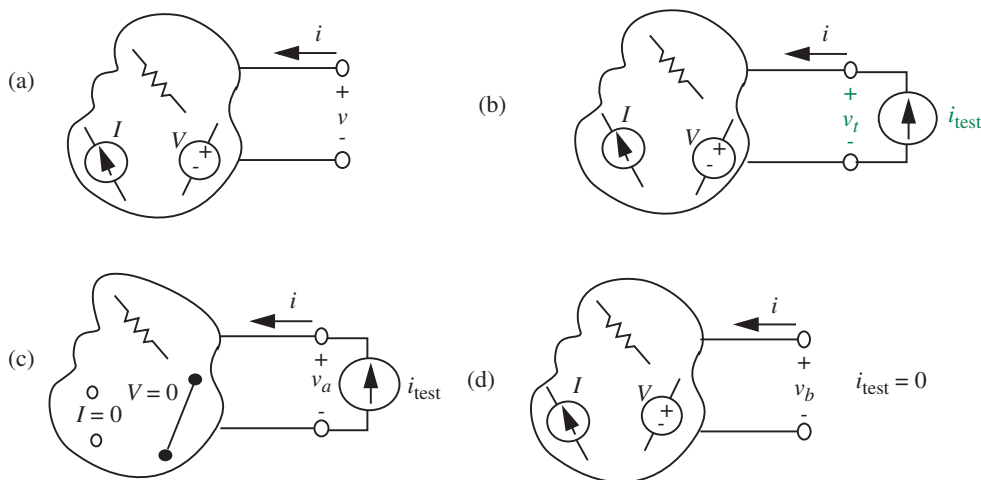 (a)
i
+
v
-
I
V
+
-
(b)
i
+
v_t
-
i_test
I
V
+
-
(c)
i
+
v_a
-
i_test
V = 0
I = 0
(d)
i
+
v_b
-
i_test = 0
I
V
+
-